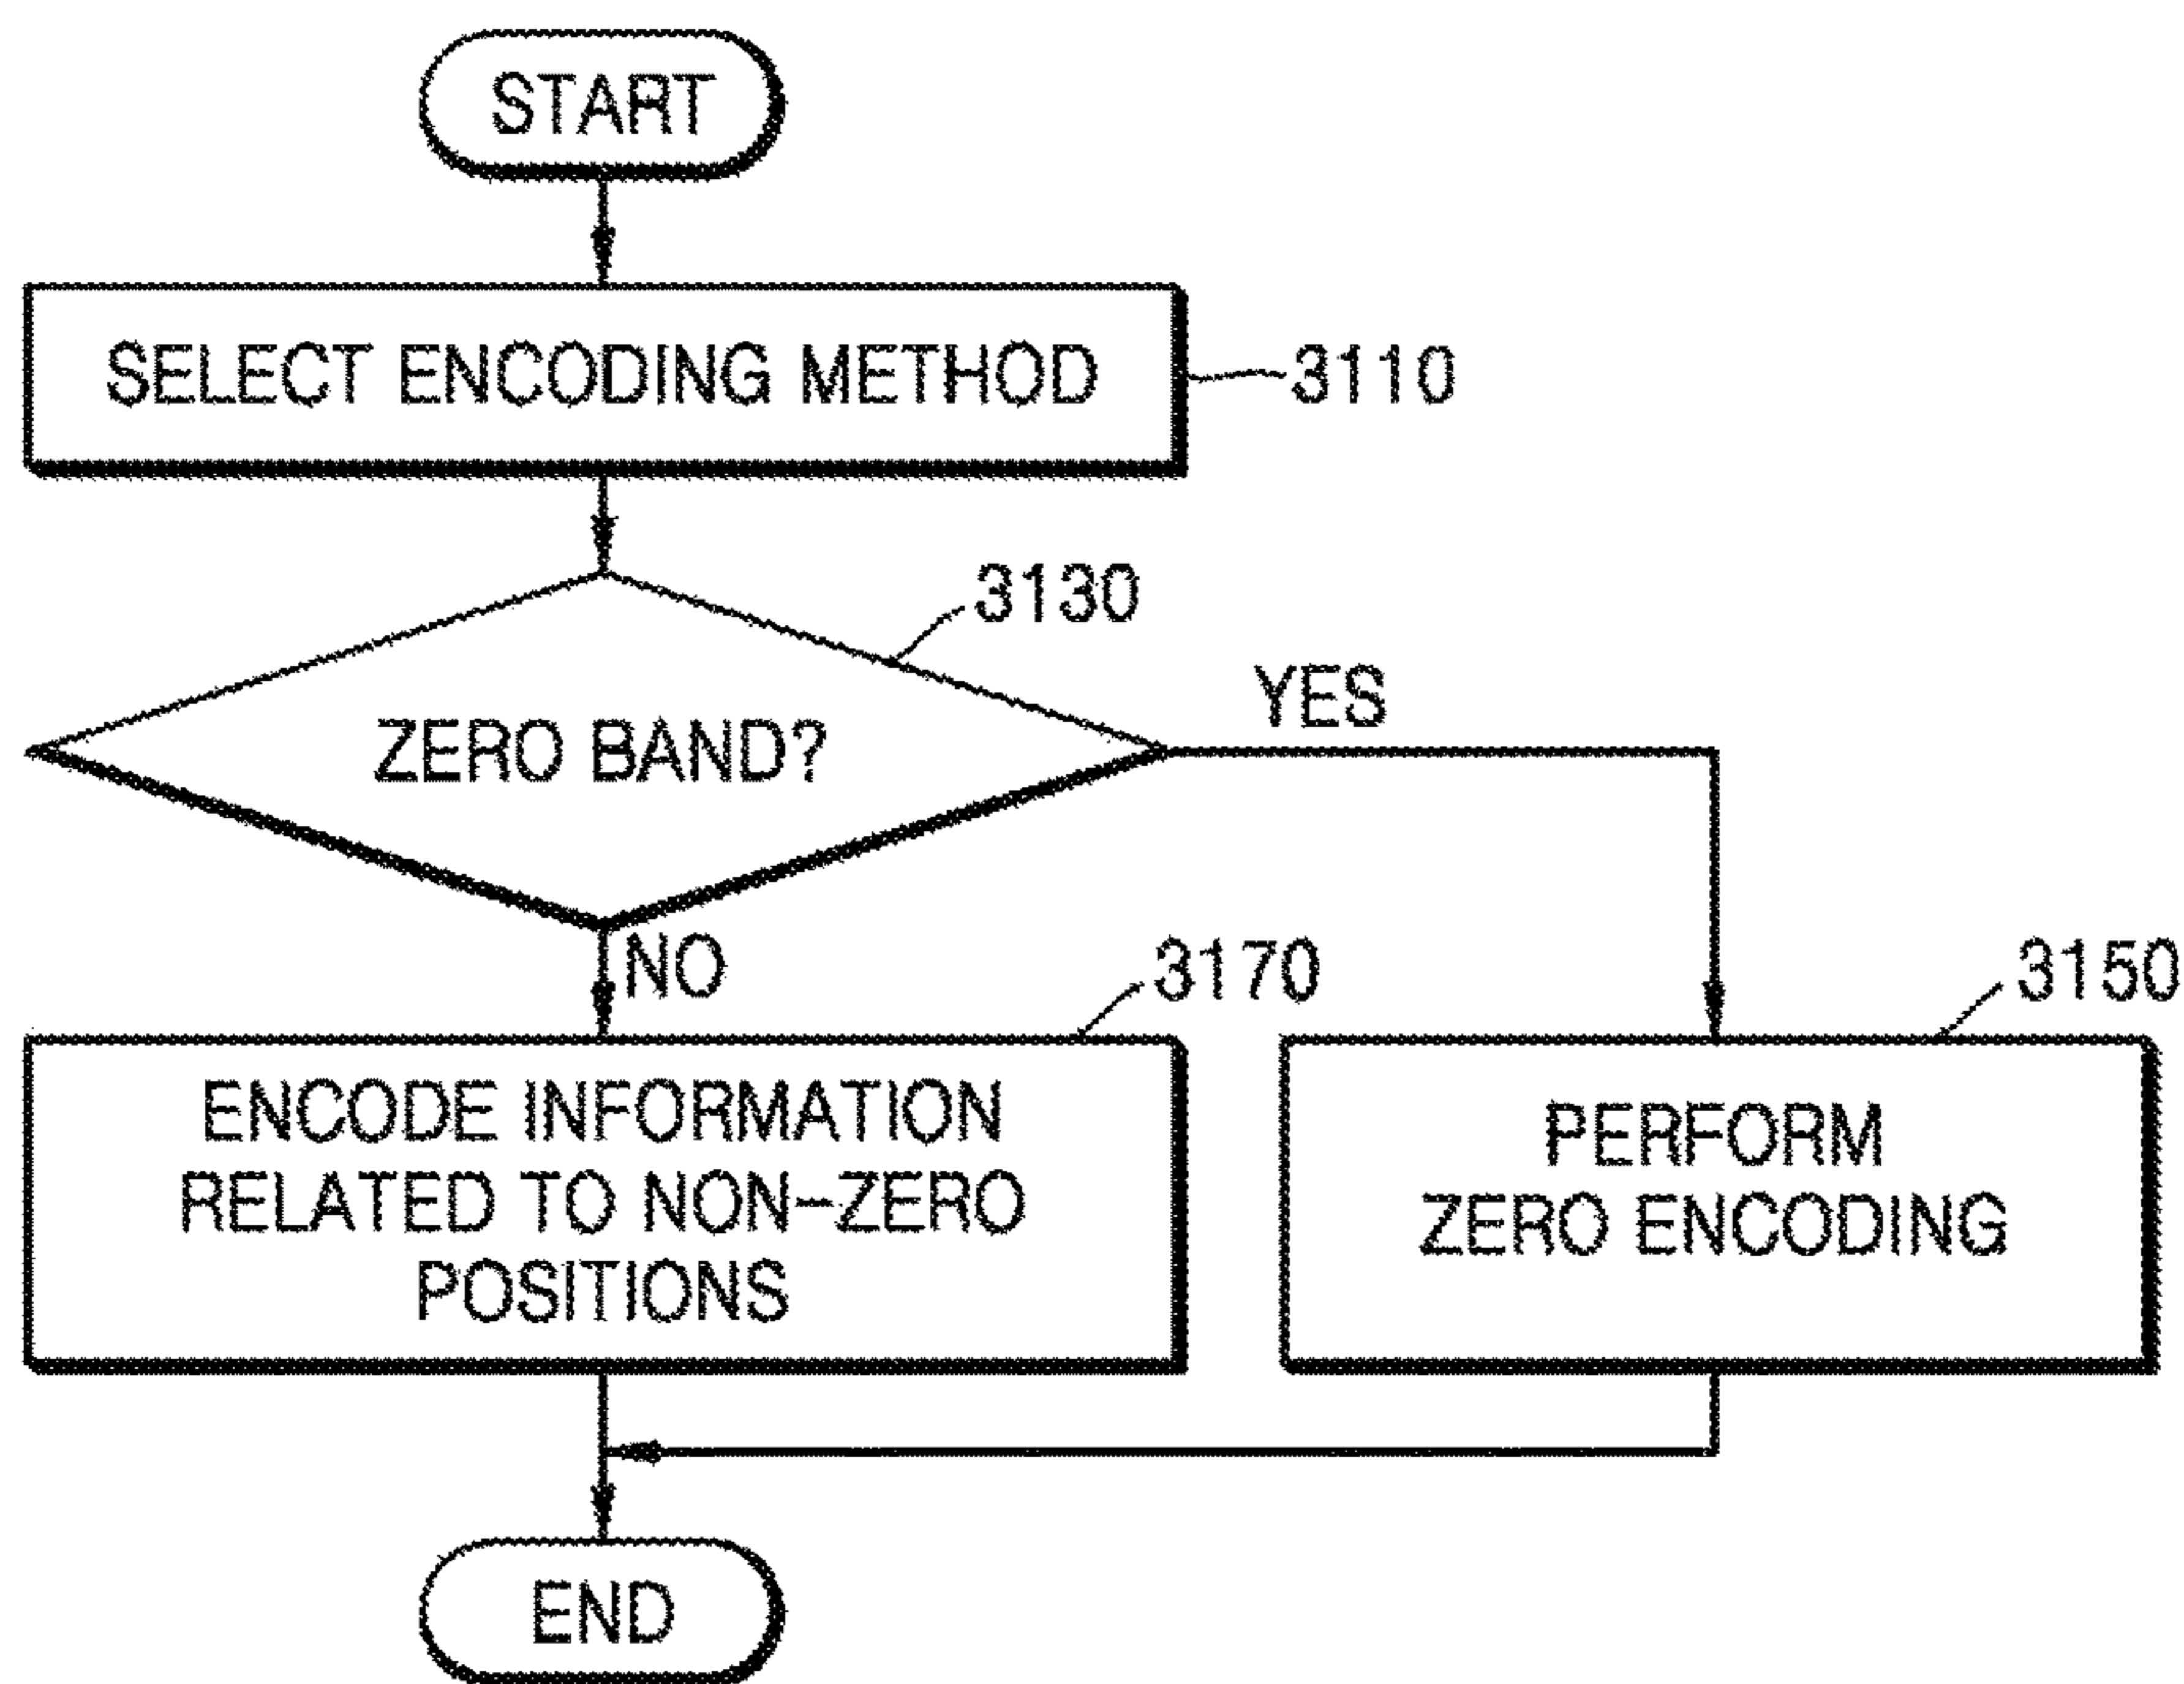 START
SELECT ENCODING METHOD
3110
3130
ZERO BAND?
YES
NO
3170
3150
ENCODE INFORMATION
RELATED TO NON-ZERO
POSITIONS
PERFORM
ZERO ENCODING
END